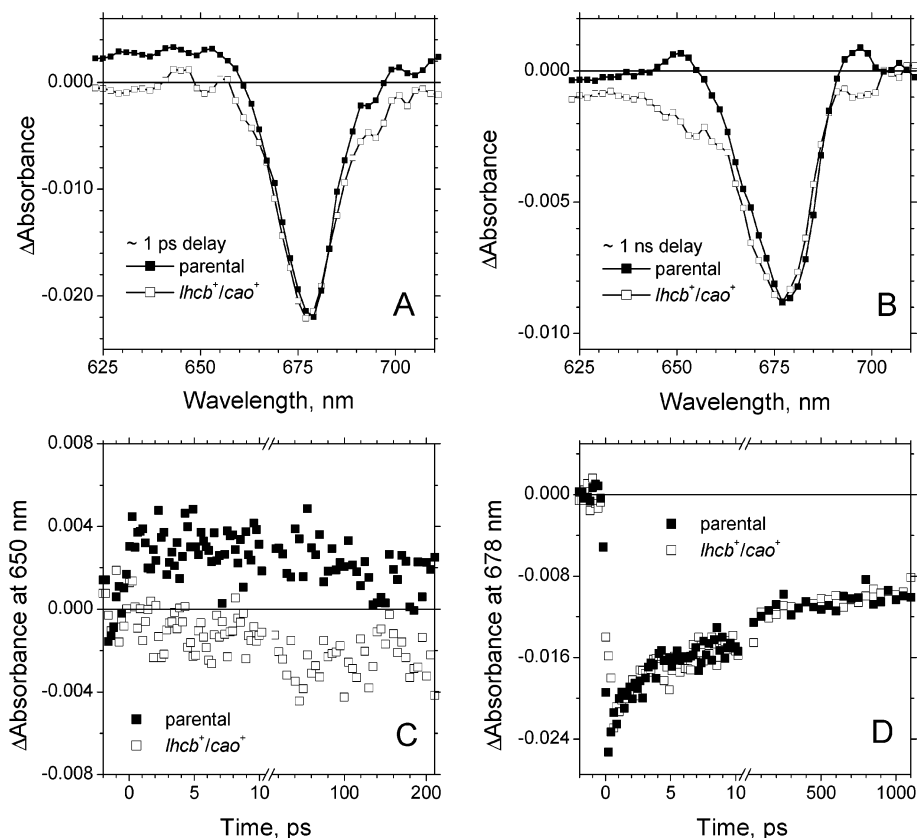 0.000
-0.010
-0.020
ΔAbsorbance
~ 1 ps delay
parental
lhcb⁺/cao⁺
A
625 650 675 700
Wavelength, nm
0.000
-0.005
-0.010
ΔAbsorbance
~ 1 ns delay
parental
lhcb⁺/cao⁺
B
625 650 675 700
Wavelength, nm
0.008
0.004
0.000
-0.004
-0.008
ΔAbsorbance at 650 nm
parental
lhcb⁺/cao⁺
C
0 5 10 100 200
Time, ps
0.000
-0.008
-0.016
-0.024
ΔAbsorbance at 678 nm
parental
lhcb⁺/cao⁺
D
0 5 10 500 1000
Time, ps